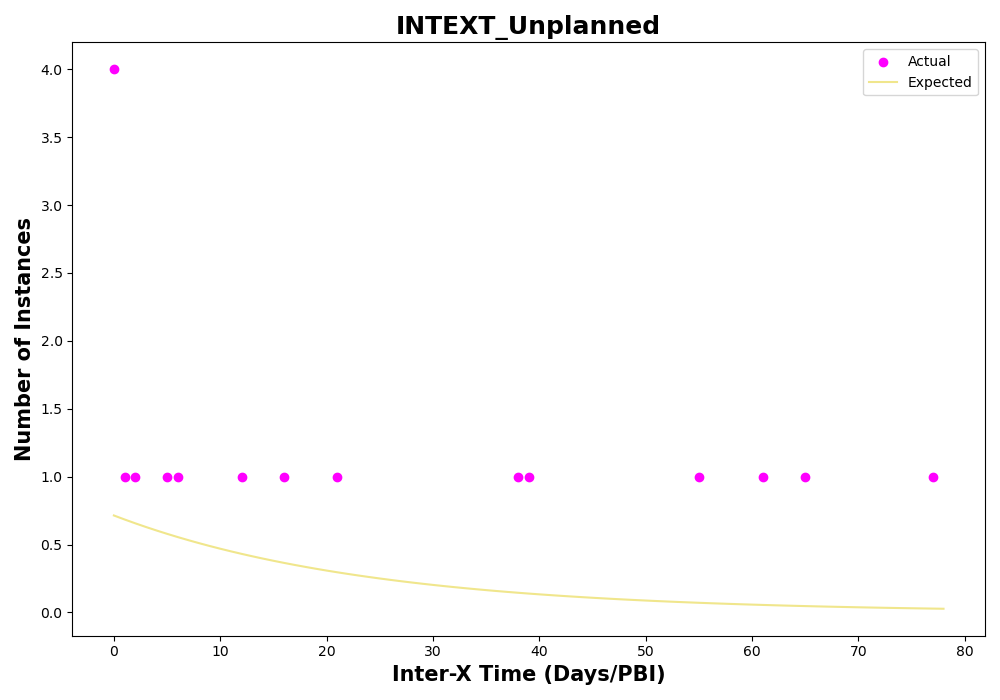 INTEXT_Unplanned
Actual
Expected
Number of Instances
4.0
3.5
3.0
2.5
2.0
1.5
1.0
0.5
0.0
0 10 20 30 40 50 60 70 80
Inter-X Time (Days/PBI)